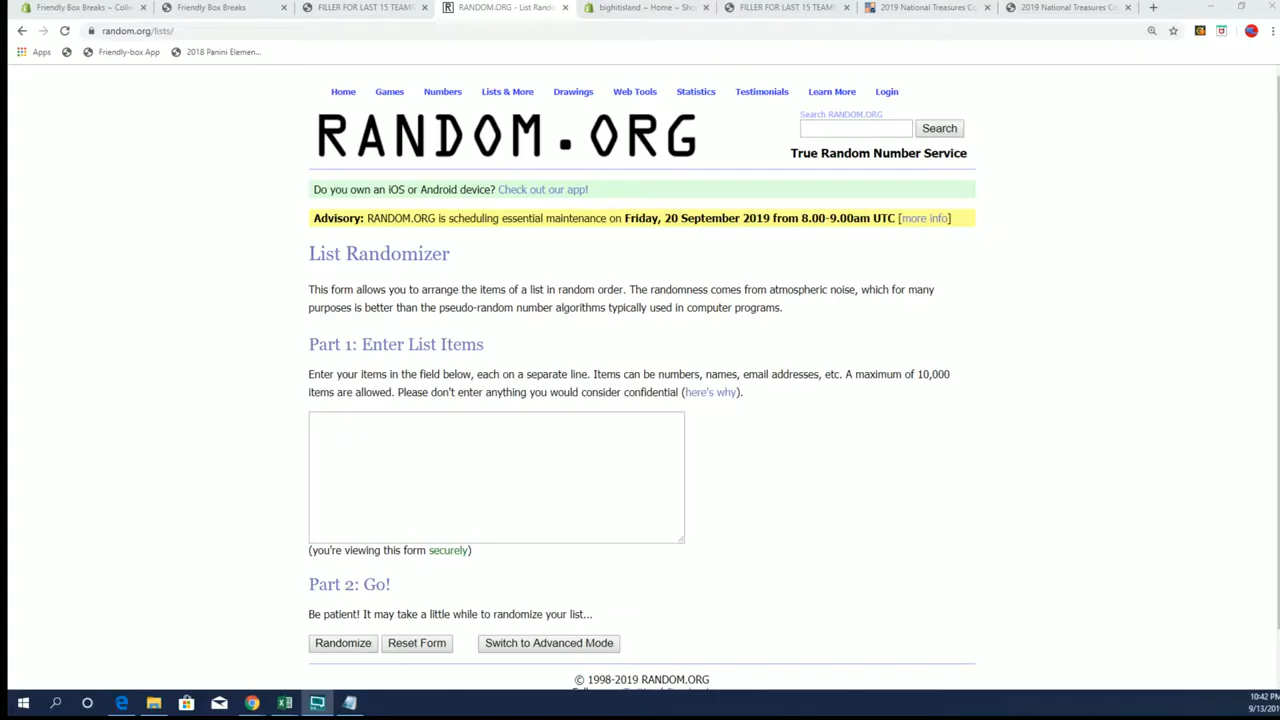 Friendly Box Breaks ~ Colle
Friendly Box Breaks
FILLER FOR LAST 15 TEAMS
RANDOM.ORG - List Rando
bighitisland ~ Home ~ Sho
FILLER FOR LAST 15 TEAMS
2019 National Treasures Co
2019 National Treasures Co
random.org/lists/
Apps
Friendly-box App
2018 Panini Elemen...
Home
Games
Numbers
Lists & More
Drawings
Web Tools
Statistics
Testimonials
Learn More
Login
RANDOM.ORG
Search RANDOM.ORG
Search
True Random Number Service
Do you own an iOS or Android device? Check out our app!
Advisory: RANDOM.ORG is scheduling essential maintenance on Friday, 20 September 2019 from 8.00-9.00am UTC [more info]
List Randomizer
This form allows you to arrange the items of a list in random order. The randomness comes from atmospheric noise, which for many
purposes is better than the pseudo-random number algorithms typically used in computer programs.
Part 1: Enter List Items
Enter your items in the field below, each on a separate line. Items can be numbers, names, email addresses, etc. A maximum of 10,000
items are allowed. Please don't enter anything you would consider confidential (here's why).
(you're viewing this form securely)
Part 2: Go!
Be patient! It may take a little while to randomize your list...
Randomize
Reset Form
Switch to Advanced Mode
© 1998-2019 RANDOM.ORG
10:42 PM
9/13/20